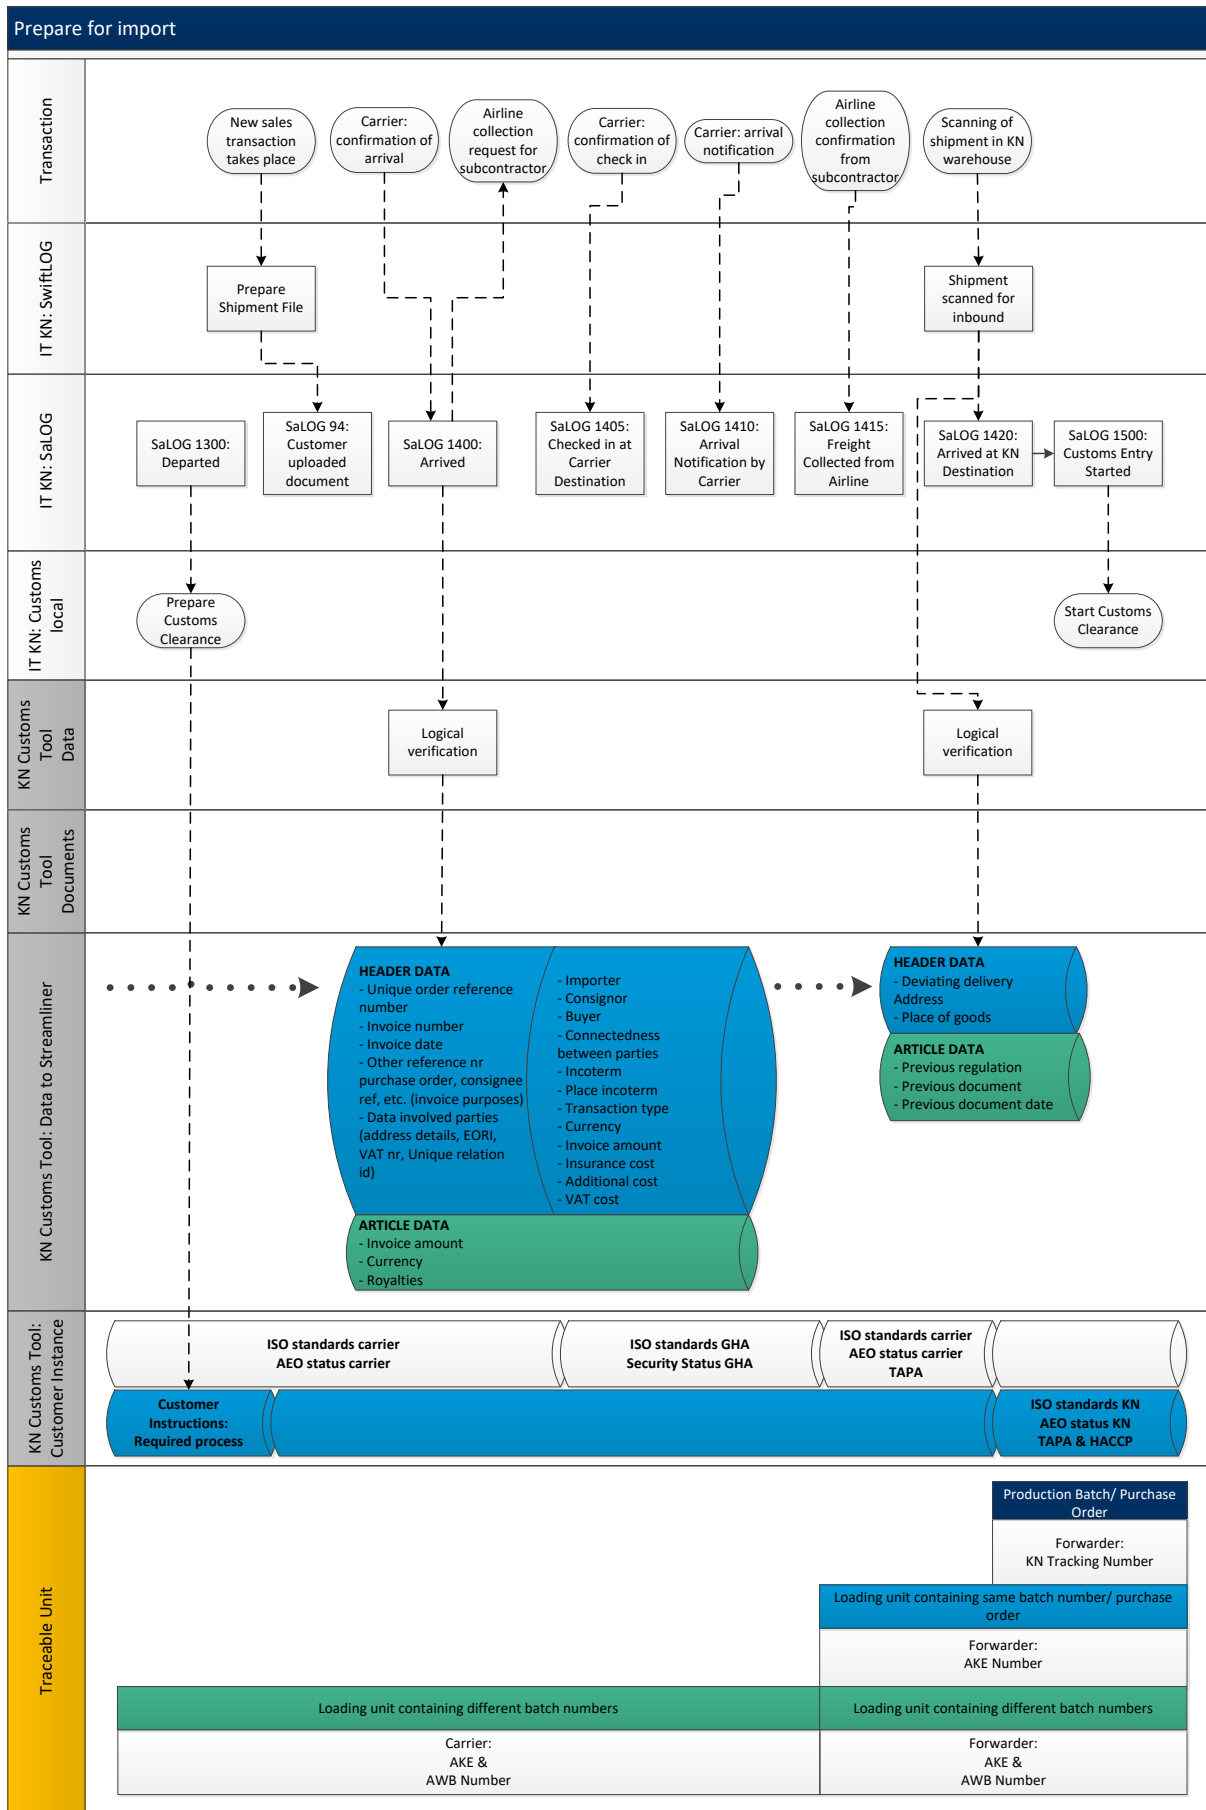 Prepare for import
Transaction
New sales
transaction
takes place
Carrier:
confirmation of
arrival
Airline
collection
request for
subcontractor
Carrier:
confirmation of
check in
Carrier: arrival
notification
Airline
collection
confirmation
from
subcontractor
Scanning of
shipment in KN
warehouse
IT KN: SwiftLOG
Prepare
Shipment File
Shipment
scanned for
inbound
IT KN: SaLOG
SaLOG 1300:
Departed
SaLOG 94:
Customer
uploaded
document
SaLOG 1400:
Arrived
SaLOG 1405:
Checked in at
Carrier
Destination
SaLOG 1410:
Arrival
Notification by
Carrier
SaLOG 1415:
Freight
Collected from
Airline
SaLOG 1420:
Arrived at KN
Destination
SaLOG 1500:
Customs Entry
Started
IT KN: Customs
local
Prepare
Customs
Clearance
Start Customs
Clearance
KN Customs
Tool
Data
Logical
verification
Logical
verification
KN Customs
Tool
Documents
KN Customs Tool: Data to Streamliner
HEADER DATA
- Unique order reference
number
- Invoice number
- Invoice date
- Other reference nr
purchase order, consignee
ref, etc. (invoice purposes)
- Data involved parties
(address details, EORI,
VAT nr, Unique relation
id)
- Importer
- Consignor
- Buyer
- Connectedness
between parties
- Incoterm
- Place incoterm
- Transaction type
- Currency
- Invoice amount
- Insurance cost
- Additional cost
- VAT cost
ARTICLE DATA
- Invoice amount
- Currency
- Royalties
HEADER DATA
- Deviating delivery
Address
- Place of goods
ARTICLE DATA
- Previous regulation
- Previous document
- Previous document date
KN Customs Tool:
Customer Instance
ISO standards carrier
AEO status carrier
ISO standards GHA
Security Status GHA
ISO standards carrier
AEO status carrier
TAPA
Customer
Instructions:
Required process
ISO standards KN
AEO status KN
TAPA & HACCP
Traceable Unit
Production Batch/ Purchase
Order
Forwarder:
KN Tracking Number
Loading unit containing same batch number/ purchase
order
Forwarder:
AKE Number
Loading unit containing different batch numbers
Loading unit containing different batch numbers
Carrier:
AKE &
AWB Number
Forwarder:
AKE &
AWB Number